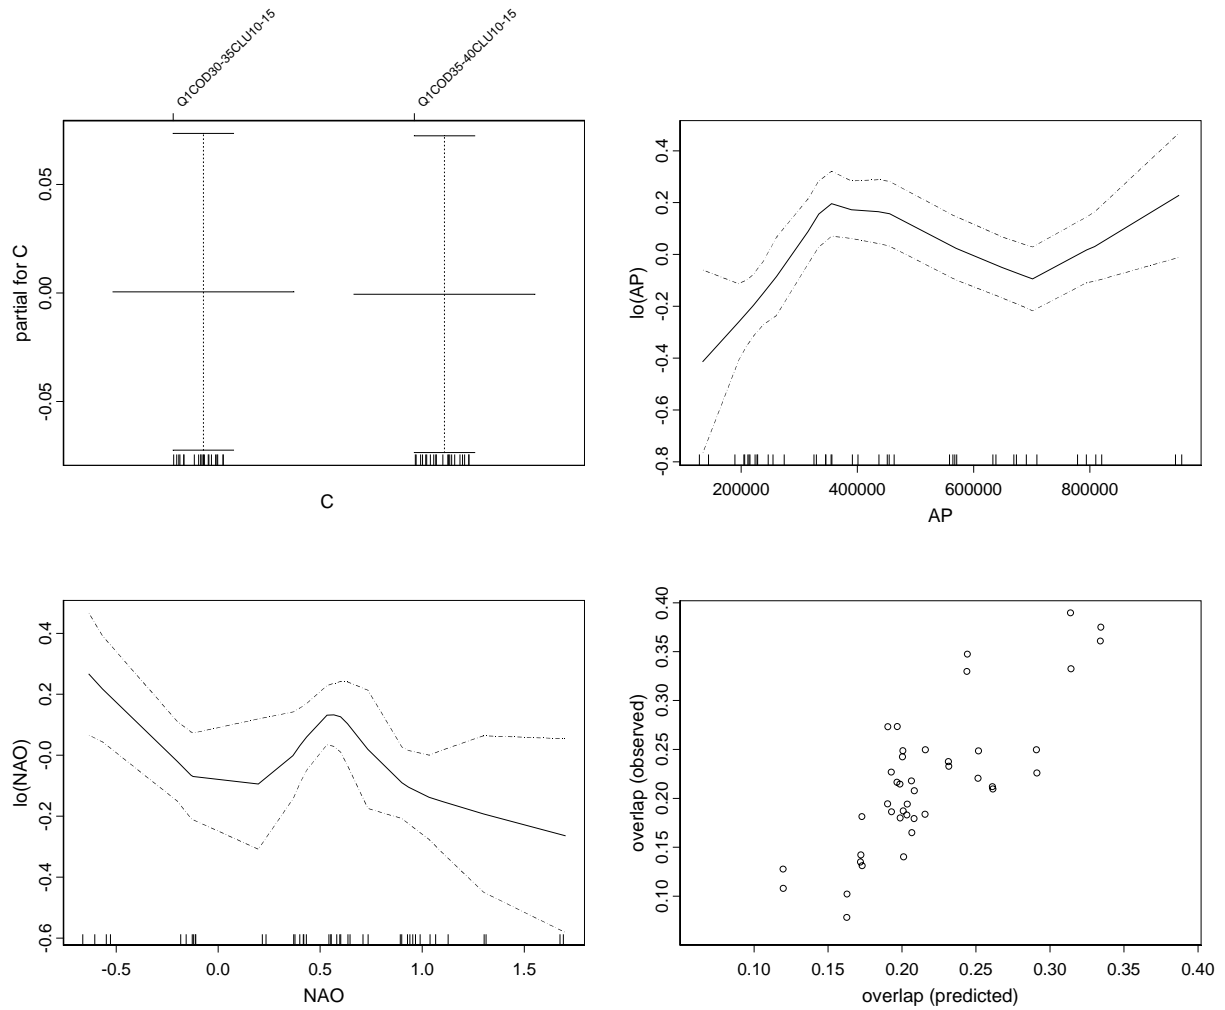 Q1COD30-35CLU10-15
Q1COD35-40CLU10-15
partial for C
0.05
0.00
-0.05
C
lo(AP)
0.4
0.2
0.0
-0.2
-0.4
-0.6
-0.8
200000 400000 600000 800000
AP
lo(NAO)
0.4
0.2
-0.0
-0.2
-0.4
-0.6
-0.5 0.0 0.5 1.0 1.5
NAO
overlap (observed)
0.40
0.35
0.30
0.25
0.20
0.15
0.10
0.10 0.15 0.20 0.25 0.30 0.35 0.40
overlap (predicted)